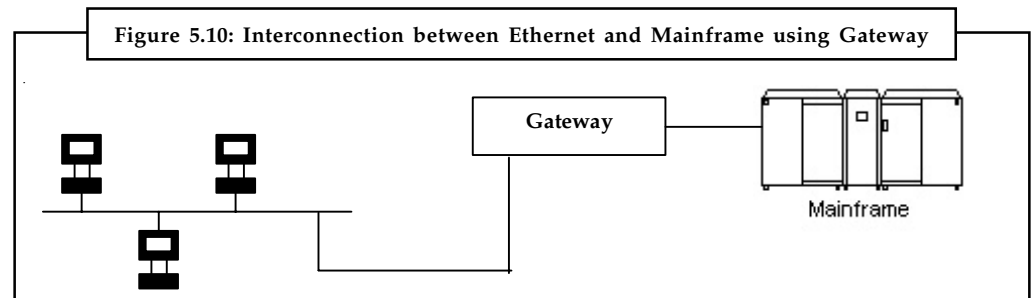 Figure 5.10: Interconnection between Ethernet and Mainframe using Gateway
Gateway
Mainframe